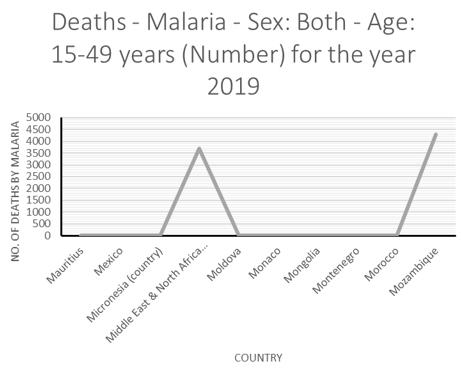 Deaths - Malaria - Sex: Both - Age:
15-49 years (Number) for the year
2019
NO. OF DEATHS BY MALARIA
5000
4500
4000
3500
3000
2500
2000
1500
1000
500
0
Mauritius
Mexico
Micronesia (country)
Middle East & North Africa...
Moldova
Monaco
Mongolia
Montenegro
Morocco
Mozambique
COUNTRY